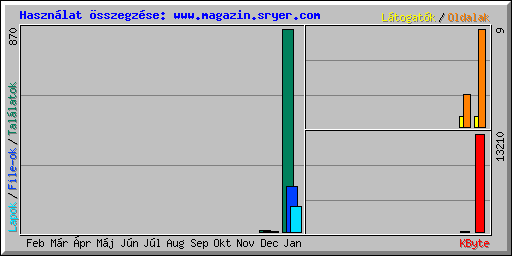 Használat összegzése: www.magazin.sryer.com
Látogatók / Oldalak
870
9
Lapok / File-ok / Találatok
13210
Feb Már Ápr Máj Jún Júl Aug Sep Okt Nov Dec Jan
KByte